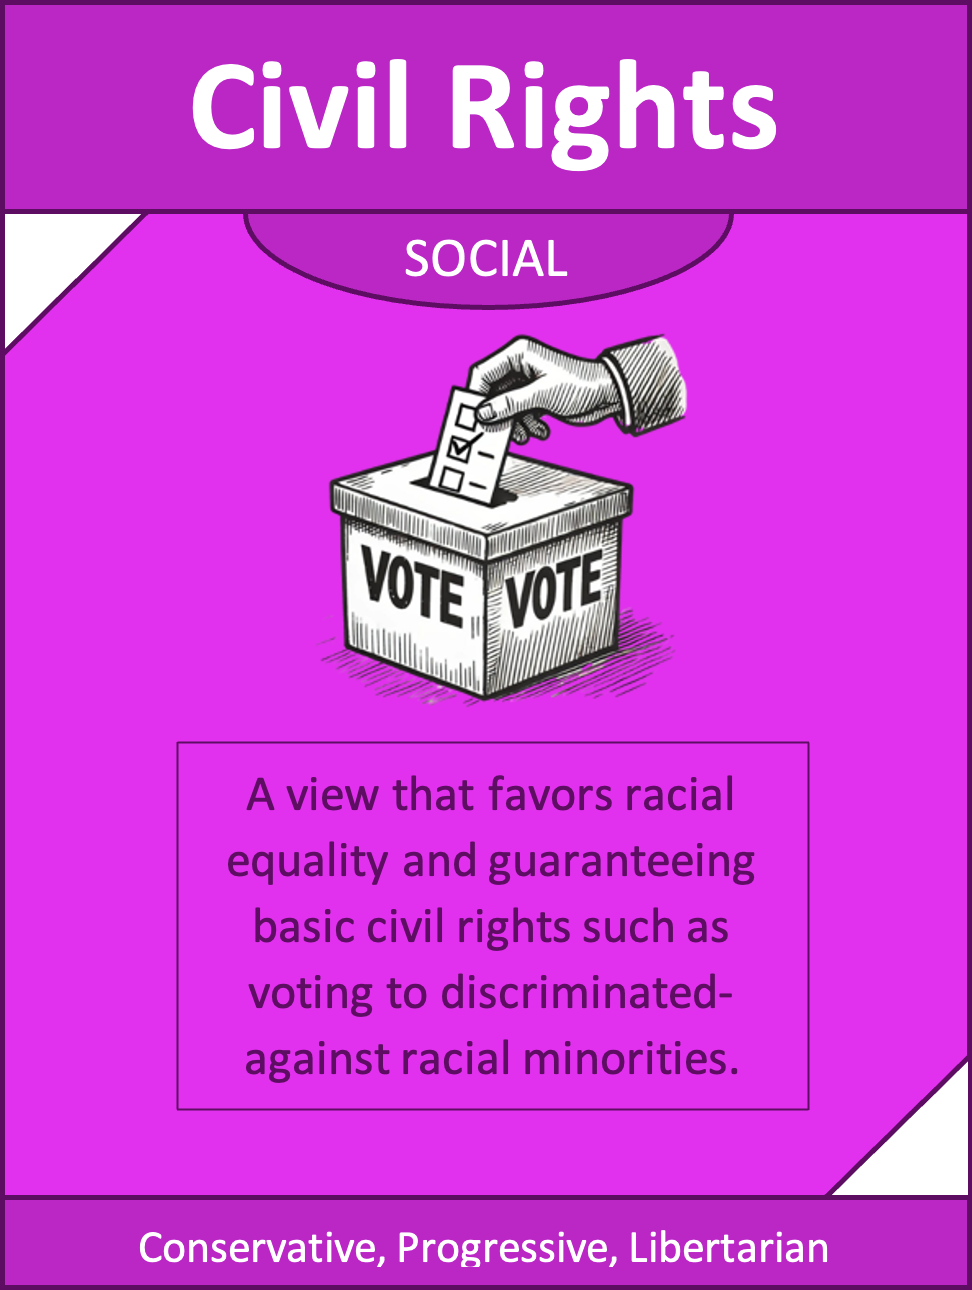 Civil Rights
SOCIAL
VOTE VOTE
A view that favors racial
equality and guaranteeing
basic civil rights such as
voting to discriminated-
against racial minorities.
Conservative, Progressive, Libertarian